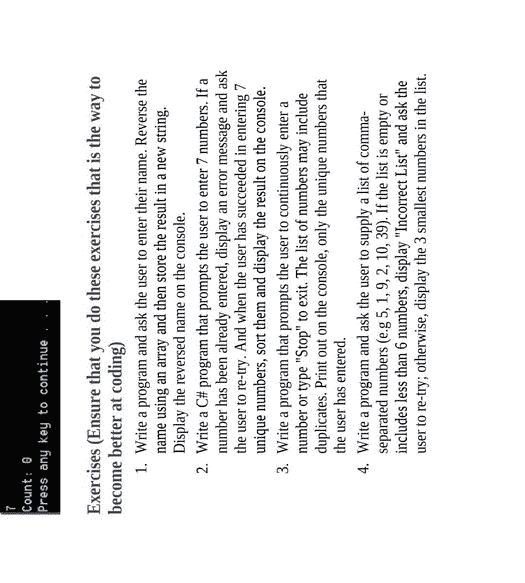 7
Count: 0
Press any key to continue . . .
Exercises (Ensure that you do these exercises that is the way to
become better at coding)
1. Write a program and ask the user to enter their name. Reverse the
name using an array and then store the result in a new string.
Display the reversed name on the console.
2. Write a C# program that prompts the user to enter 7 numbers. If a
number has been already entered, display an error message and ask
the user to re-try. And when the user has succeeded in entering 7
unique numbers, sort them and display the result on the console.
3. Write a program that prompts the user to continuously enter a
number or type "Stop" to exit. The list of numbers may include
duplicates. Print out on the console, only the unique numbers that
the user has entered.
4. Write a program and ask the user to supply a list of comma-
separated numbers (e.g 5, 1, 9, 2, 10, 39). If the list is empty or
includes less than 6 numbers, display "Incorrect List" and ask the
user to re-try; otherwise, display the 3 smallest numbers in the list.